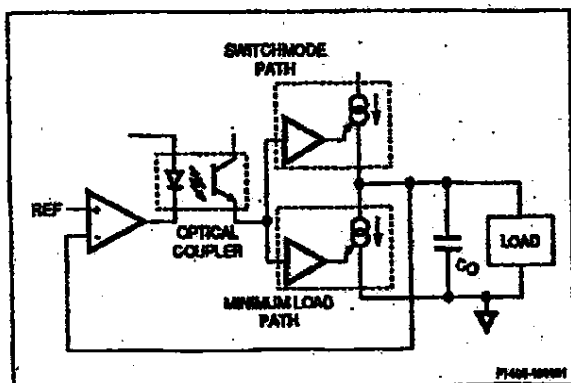 SWITCHMODE
PATH
REF
+
-
OPTICAL
COUPLER
MINIMUM LOAD
PATH
CO
LOAD